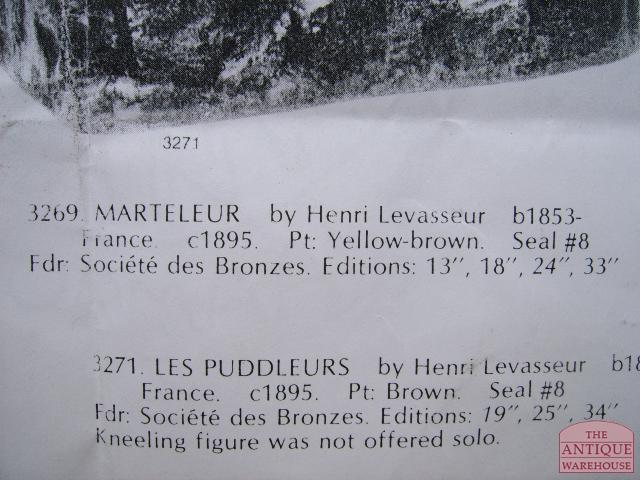 3271
3269. MARTELEUR by Henri Levasseur b1853-
France. c1895. Pt: Yellow-brown. Seal #8
Fdr: Société des Bronzes. Editions: 13", 18", 24", 33"
3271. LES PUDDLEURS by Henri Levasseur b18
France. c1895. Pt: Brown. Seal #8
Fdr: Société des Bronzes. Editions: 19", 25", 34"
Kneeling figure was not offered solo.
THE
ANTIQUE
WAREHOUSE